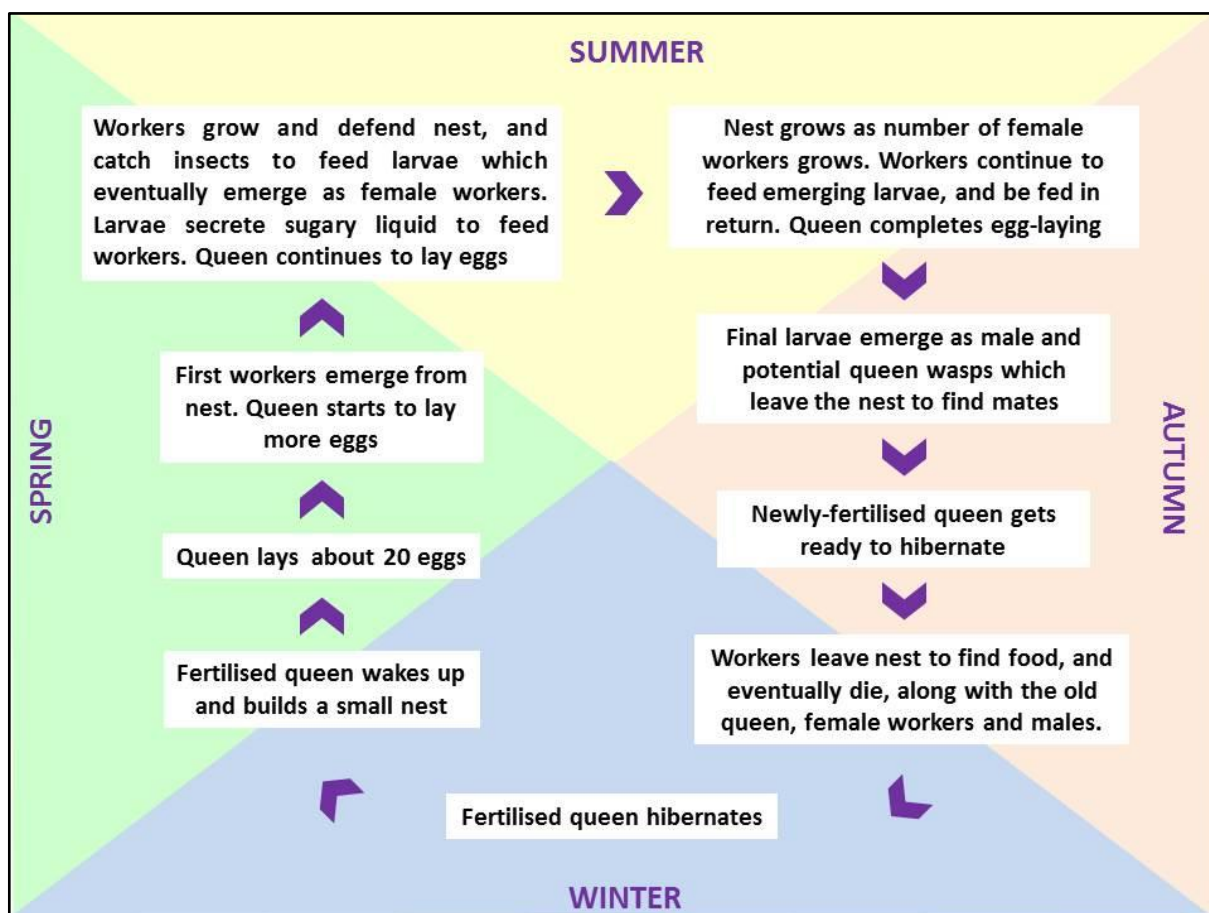 SUMMER
Workers grow and defend nest, and
catch insects to feed larvae which
eventually emerge as female workers.
Larvae secrete sugary liquid to feed
workers. Queen continues to lay eggs
Nest grows as number of female
workers grows. Workers continue to
feed emerging larvae, and be fed in
return. Queen completes egg-laying
Final larvae emerge as male and
potential queen wasps which
leave the nest to find mates
AUTUMN
Newly-fertilised queen gets
ready to hibernate
Workers leave nest to find food, and
eventually die, along with the old
queen, female workers and males.
Fertilised queen hibernates
WINTER
Fertilised queen wakes up
and builds a small nest
Queen lays about 20 eggs
SPRING
First workers emerge from
nest. Queen starts to lay
more eggs